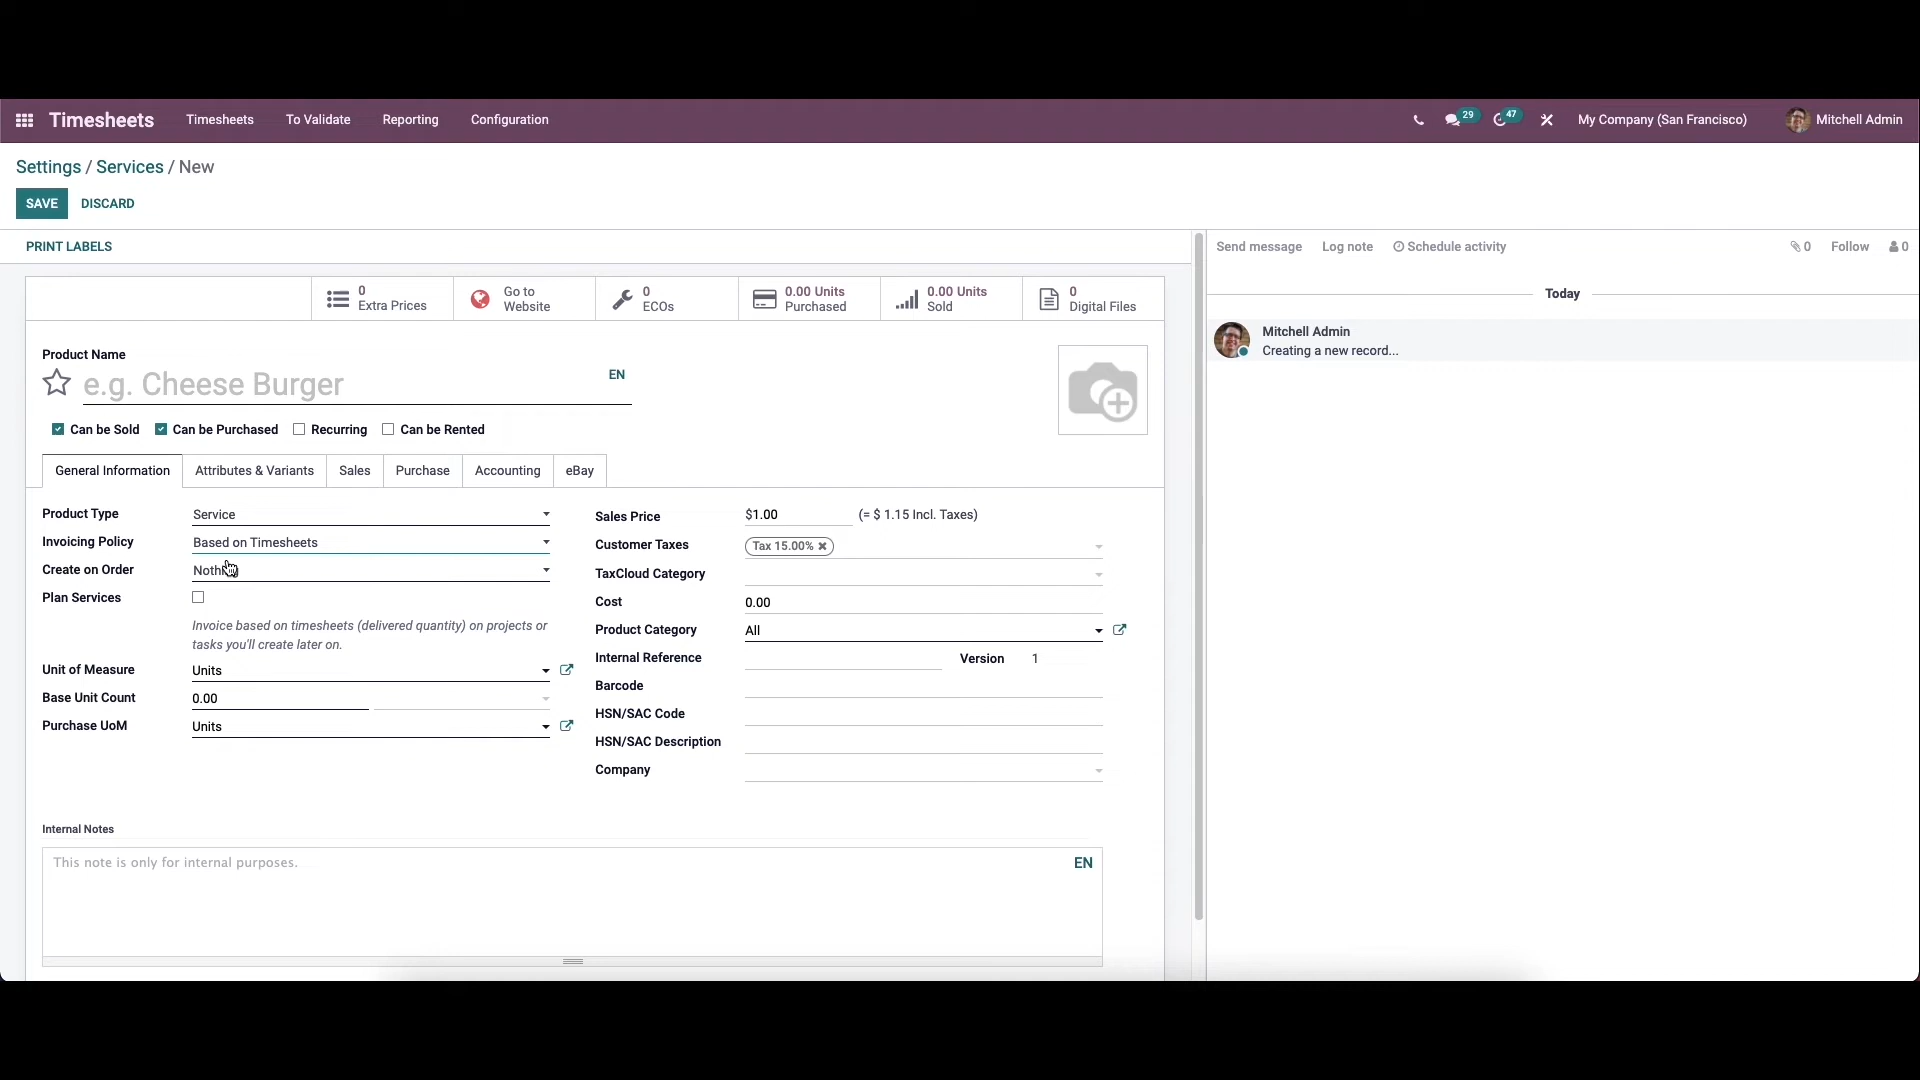 Timesheets Timesheets To Validate Reporting Configuration 29 47 My Company (San Francisco) Mitchell Admin
Settings / Services / New
SAVE DISCARD
PRINT LABELS
Send message Log note Schedule activity 0 Follow 0
0 Extra Prices
Go to Website
0 ECOs
0.00 Units Purchased
0.00 Units Sold
0 Digital Files
Today
Mitchell Admin
Creating a new record...
Product Name
e.g. Cheese Burger EN
Can be Sold Can be Purchased Recurring Can be Rented
General Information Attributes & Variants Sales Purchase Accounting eBay
Product Type Service
Invoicing Policy Based on Timesheets
Create on Order
Plan Services
Invoice based on timesheets (delivered quantity) on projects or
tasks you'll create later on.
Unit of Measure Units
Base Unit Count 0.00
Purchase UoM Units
Sales Price $1.00 (= $ 1.15 Incl. Taxes)
Customer Taxes Tax 15.00%
TaxCloud Category
Cost 0.00
Product Category All
Internal Reference Version 1
Barcode
HSN/SAC Code
HSN/SAC Description
Company
Internal Notes
This note is only for internal purposes. EN